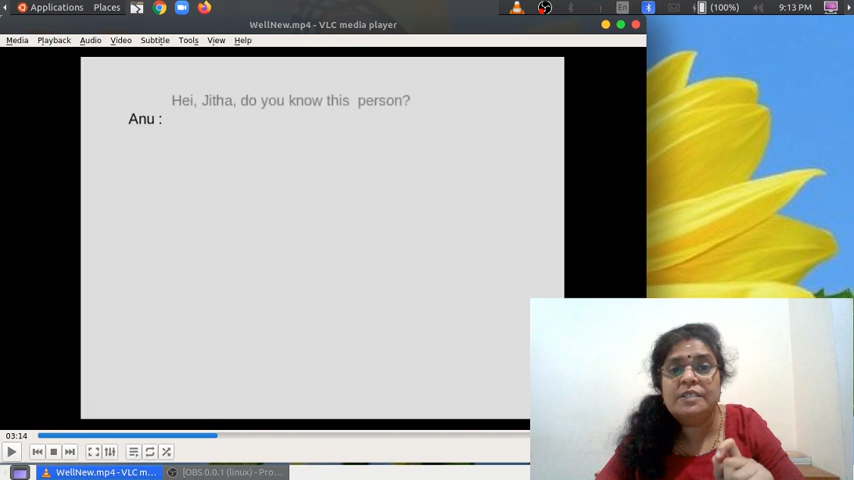 Applications Places En (100%) 9:13 PM
WellNew.mp4 - VLC media player
Media Playback Audio Video Subtitle Tools View Help
Hei, Jitha, do you know this person?
Anu :
03:14
WellNew.mp4 - VLC m... [OBS 0.0.1 (linux) - Pro...